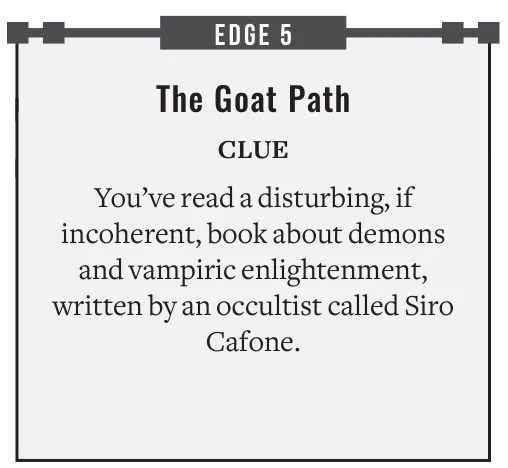 EDGE 5
The Goat Path
CLUE
You’ve read a disturbing, if
incoherent, book about demons
and vampiric enlightenment,
written by an occultist called Siro
Cafone.